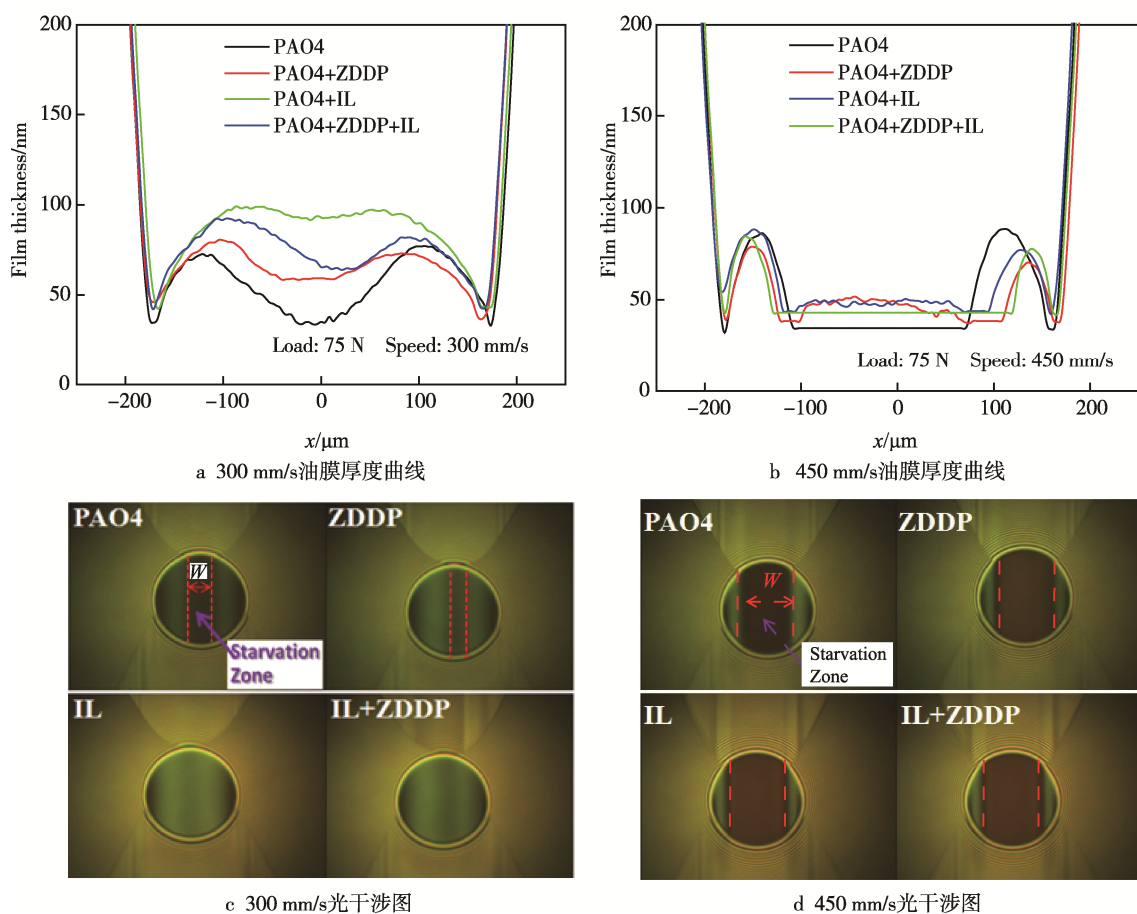 200
150
100
50
0
Film thickness/nm
PAO4
PAO4+ZDDP
PAO4+IL
PAO4+ZDDP+IL
Load: 75 N Speed: 300 mm/s
−200 −100 0 100 200
x/μm
a 300 mm/s油膜厚度曲线
200
150
100
50
0
Film thickness/nm
PAO4
PAO4+ZDDP
PAO4+IL
PAO4+ZDDP+IL
Load: 75 N Speed: 450 mm/s
−200 −100 0 100 200
x/μm
b 450 mm/s油膜厚度曲线
PAO4
W
Starvation
Zone
ZDDP
IL
IL+ZDDP
c 300 mm/s光干涉图
PAO4
W
Starvation
Zone
ZDDP
IL
IL+ZDDP
d 450 mm/s光干涉图